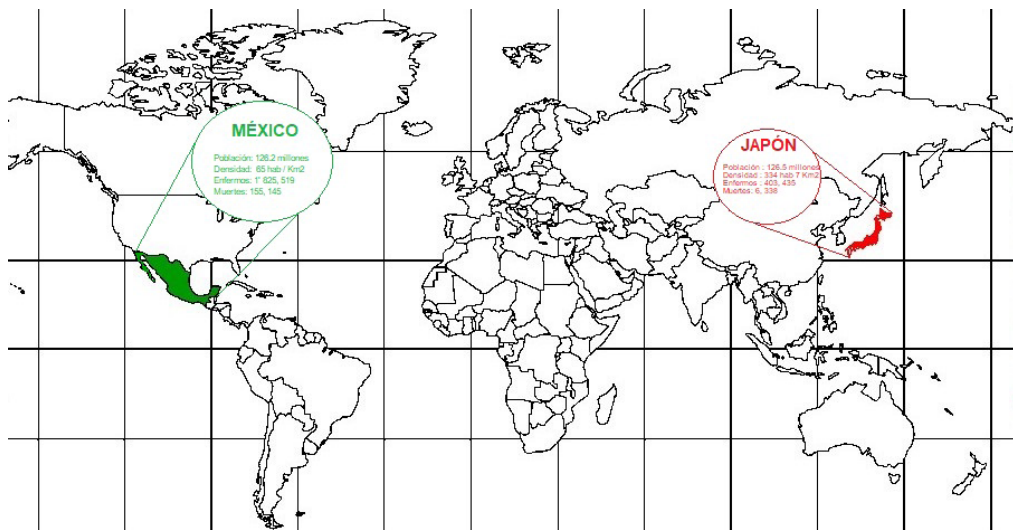 MÉXICO
Población: 126.2 millones
Densidad: 65 hab / Km2
Enfermos: 1' 825, 519
Muertes: 155, 145
JAPÓN
Población : 126.5 millones
Densidad : 334 hab 7 Km2
Enfermos : 403, 435
Muertes: 6, 338